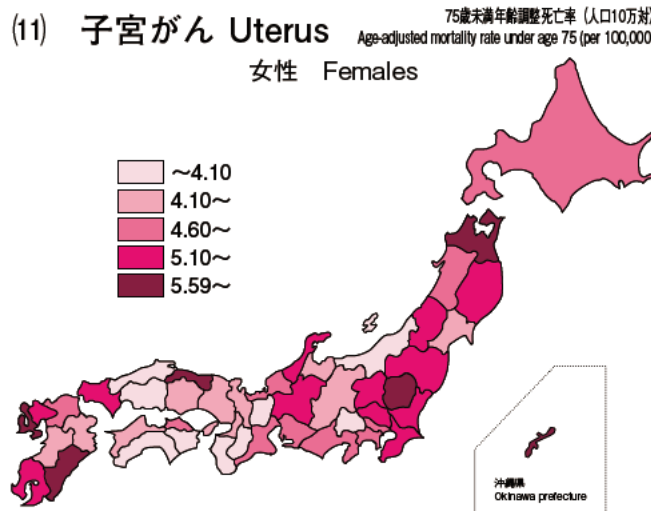 (11) 子宮がん Uterus
75歳未満年齢調整死亡率 (人口10万対)
Age-adjusted mortality rate under age 75 (per 100,000
女性 Females
～4.10
4.10～
4.60～
5.10～
5.59～
沖縄県
Okinawa prefecture